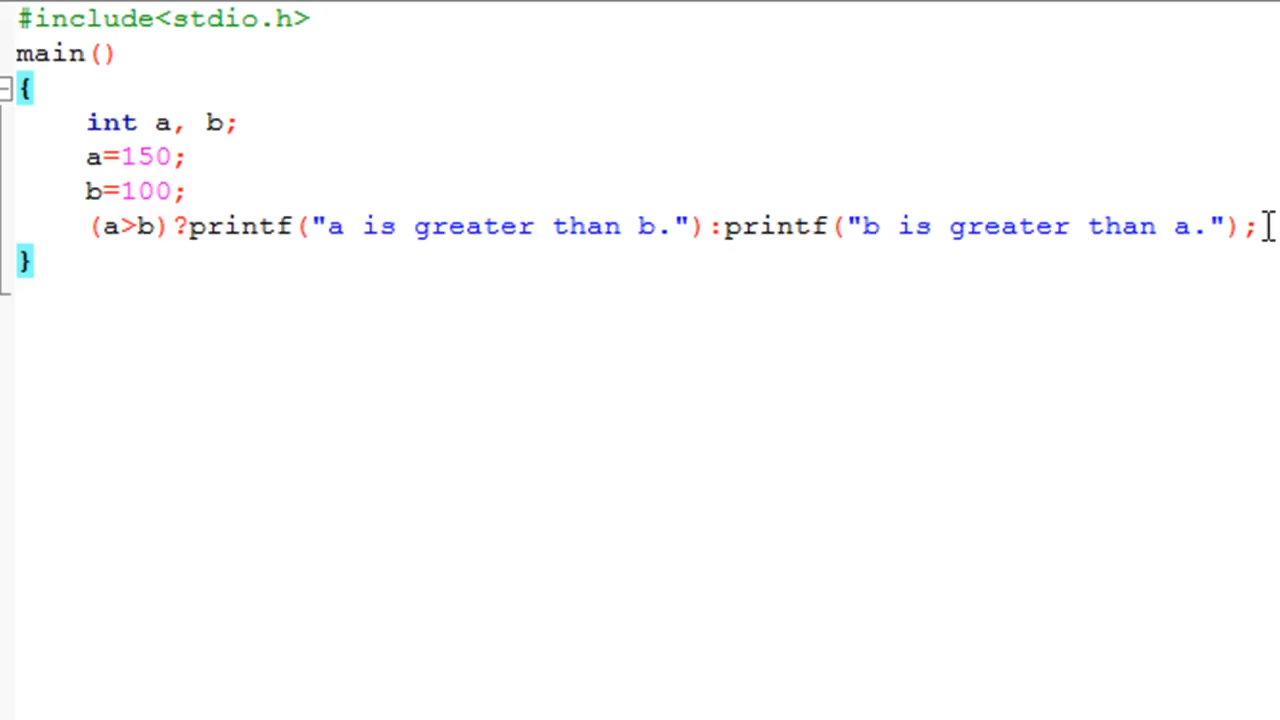 #include<stdio.h>
main()
{
int a, b;
a=150;
b=100;
(a>b)?printf("a is greater than b."):printf("b is greater than a.");
}